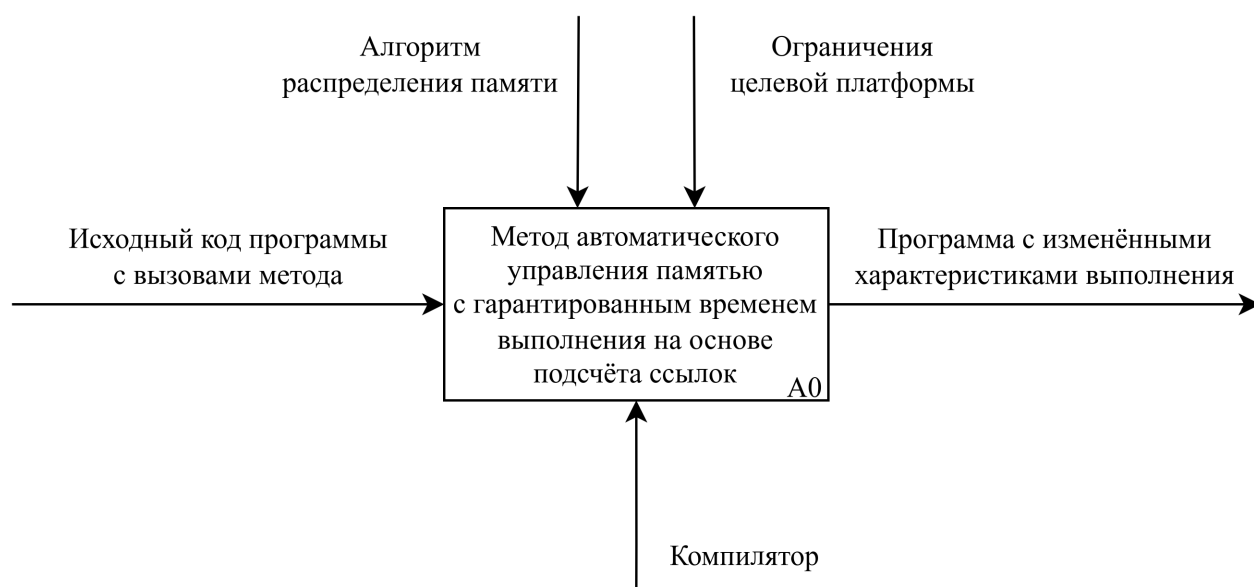 Алгоритм
распределения памяти
Ограничения
целевой платформы
Исходный код программы
с вызовами метода
Метод автоматического
управления памятью
с гарантированным временем
выполнения на основе
подсчёта ссылок
A0
Программа с изменёнными
характеристиками выполнения
Компилятор